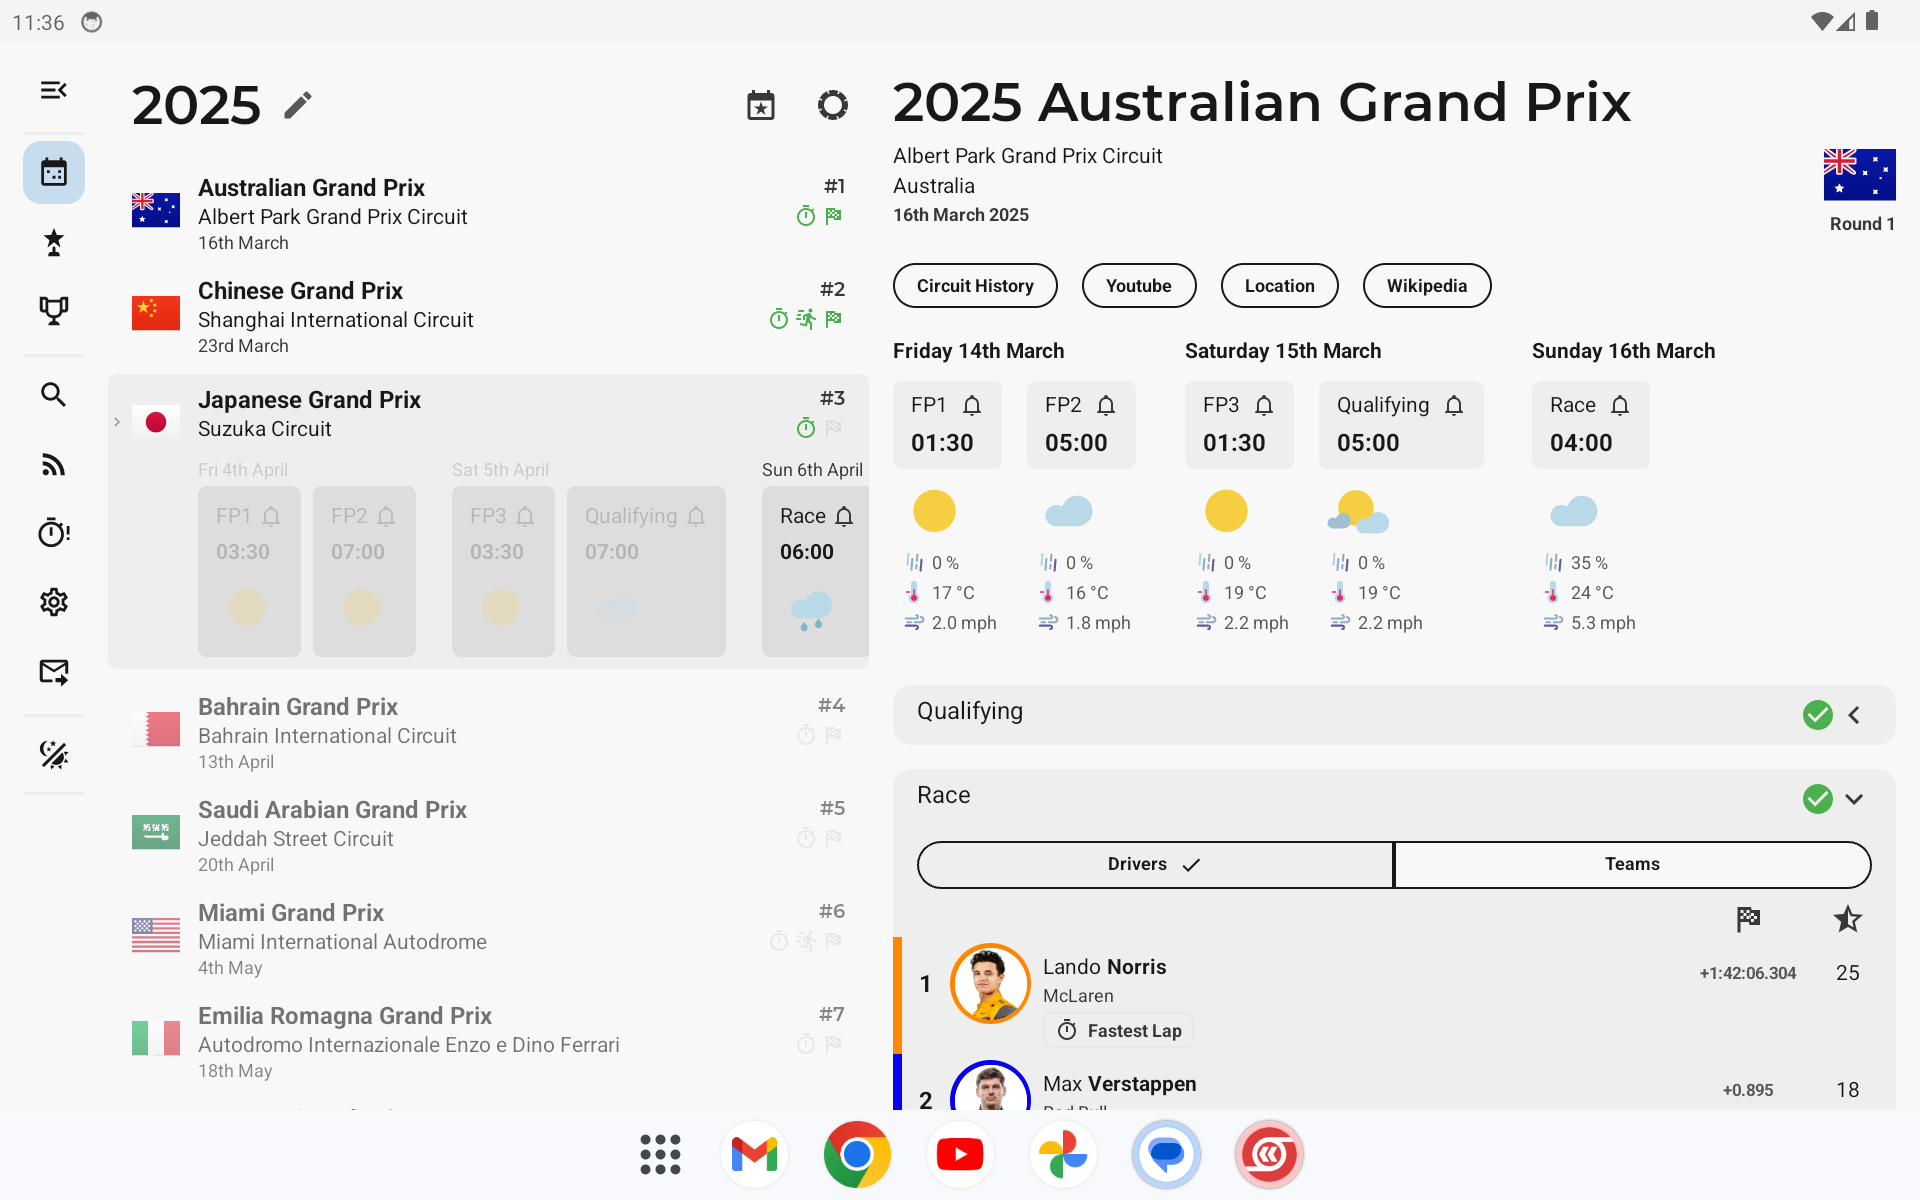 11:36
2025
Australian Grand Prix
#1
Albert Park Grand Prix Circuit
16th March
Chinese Grand Prix
#2
Shanghai International Circuit
23rd March
Japanese Grand Prix
#3
Suzuka Circuit
Fri 4th April
Sat 5th April
Sun 6th April
FP1
FP2
FP3
Qualifying
Race
03:30
07:00
03:30
07:00
06:00
Bahrain Grand Prix
#4
Bahrain International Circuit
13th April
Saudi Arabian Grand Prix
#5
Jeddah Street Circuit
20th April
Miami Grand Prix
#6
Miami International Autodrome
4th May
Emilia Romagna Grand Prix
#7
Autodromo Internazionale Enzo e Dino Ferrari
18th May
2025 Australian Grand Prix
Albert Park Grand Prix Circuit
Australia
16th March 2025
Round 1
Circuit History
Youtube
Location
Wikipedia
Friday 14th March
Saturday 15th March
Sunday 16th March
FP1
FP2
FP3
Qualifying
Race
01:30
05:00
01:30
05:00
04:00
0 %
0 %
0 %
0 %
35 %
17 °C
16 °C
19 °C
19 °C
24 °C
2.0 mph
1.8 mph
2.2 mph
2.2 mph
5.3 mph
Qualifying
Race
Drivers
Teams
1
Lando Norris
+1:42:06.304
25
McLaren
Fastest Lap
2
Max Verstappen
+0.895
18